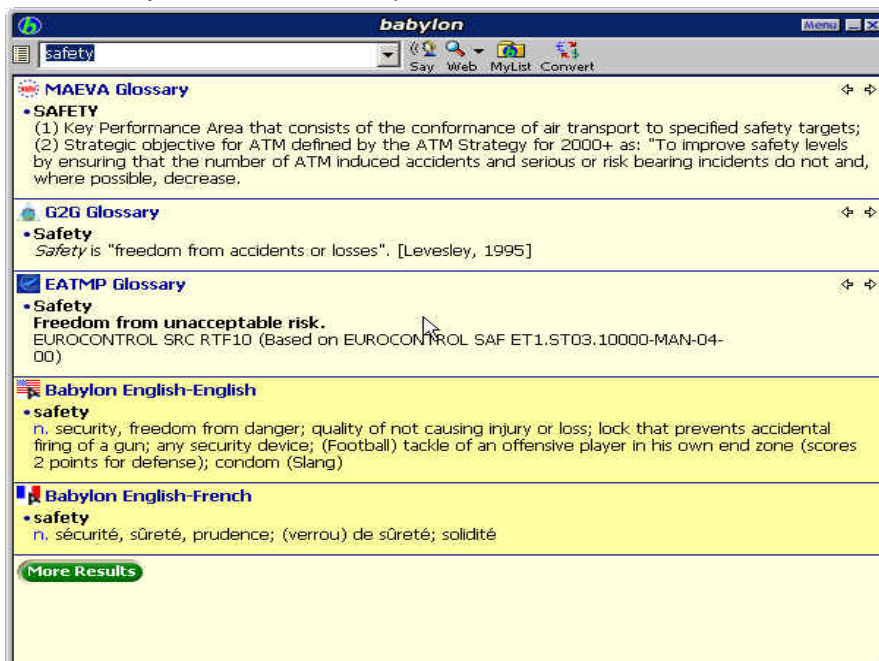 babylon
Menu
safety
Say Web MyList Convert
MAEVA Glossary
•SAFETY
(1) Key Performance Area that consists of the conformance of air transport to specified safety targets;
(2) Strategic objective for ATM defined by the ATM Strategy for 2000+ as: "To improve safety levels
by ensuring that the number of ATM induced accidents and serious or risk bearing incidents do not and,
where possible, decrease.
G2G Glossary
•Safety
Safety is "freedom from accidents or losses". [Levesley, 1995]
EATMP Glossary
•Safety
Freedom from unacceptable risk.
EUROCONTROL SRC RTF10 (Based on EUROCONTROL SAF ET1.ST03.10000-MAN-04-
00)
Babylon English-English
•safety
n. security, freedom from danger; quality of not causing injury or loss; lock that prevents accidental
firing of a gun; any security device; (Football) tackle of an offensive player in his own end zone (scores
2 points for defense); condom (Slang)
Babylon English-French
•safety
n. sécurité, sûreté, prudence; (verrou) de sûreté; solidité
More Results